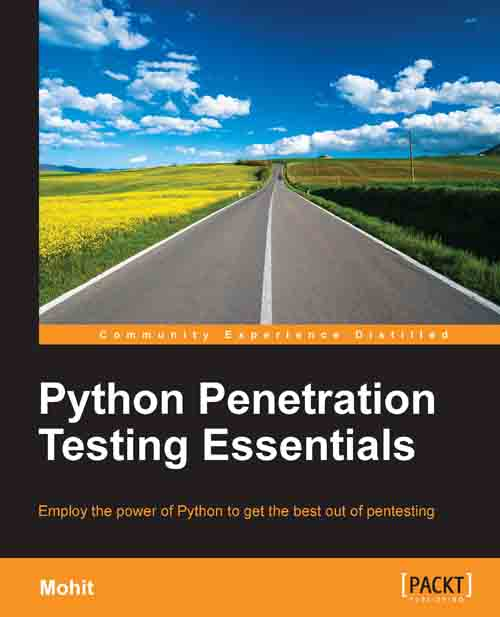 Community Experience Distilled
Python Penetration
Testing Essentials
Employ the power of Python to get the best out of pentesting
Mohit
[PACKT]
PUBLISHING